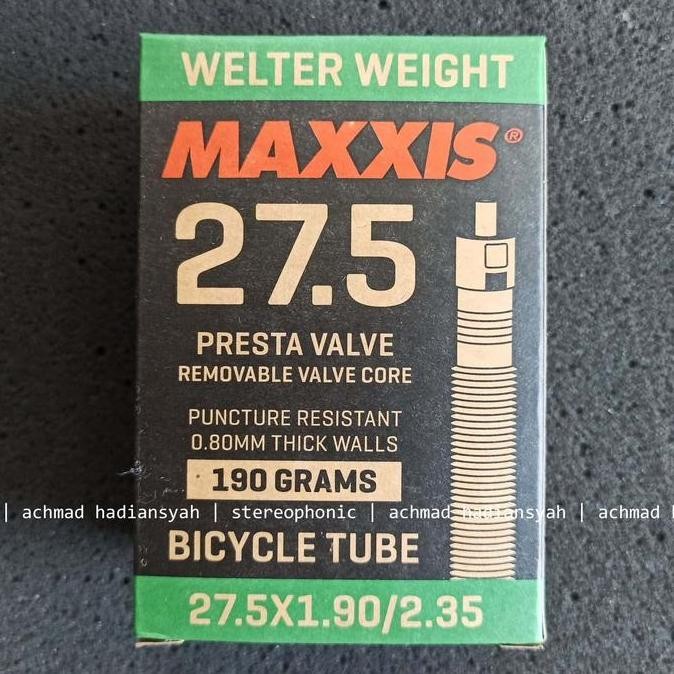 WELTER WEIGHT
MAXXIS®
27.5
PRESTA VALVE
REMOVABLE VALVE CORE
PUNCTURE RESISTANT
0.80MM THICK WALLS
190 GRAMS
| achmad hadiansyah | stereophonic | achmad hadiansyah | achmad
BICYCLE TUBE
27.5X1.90/2.35